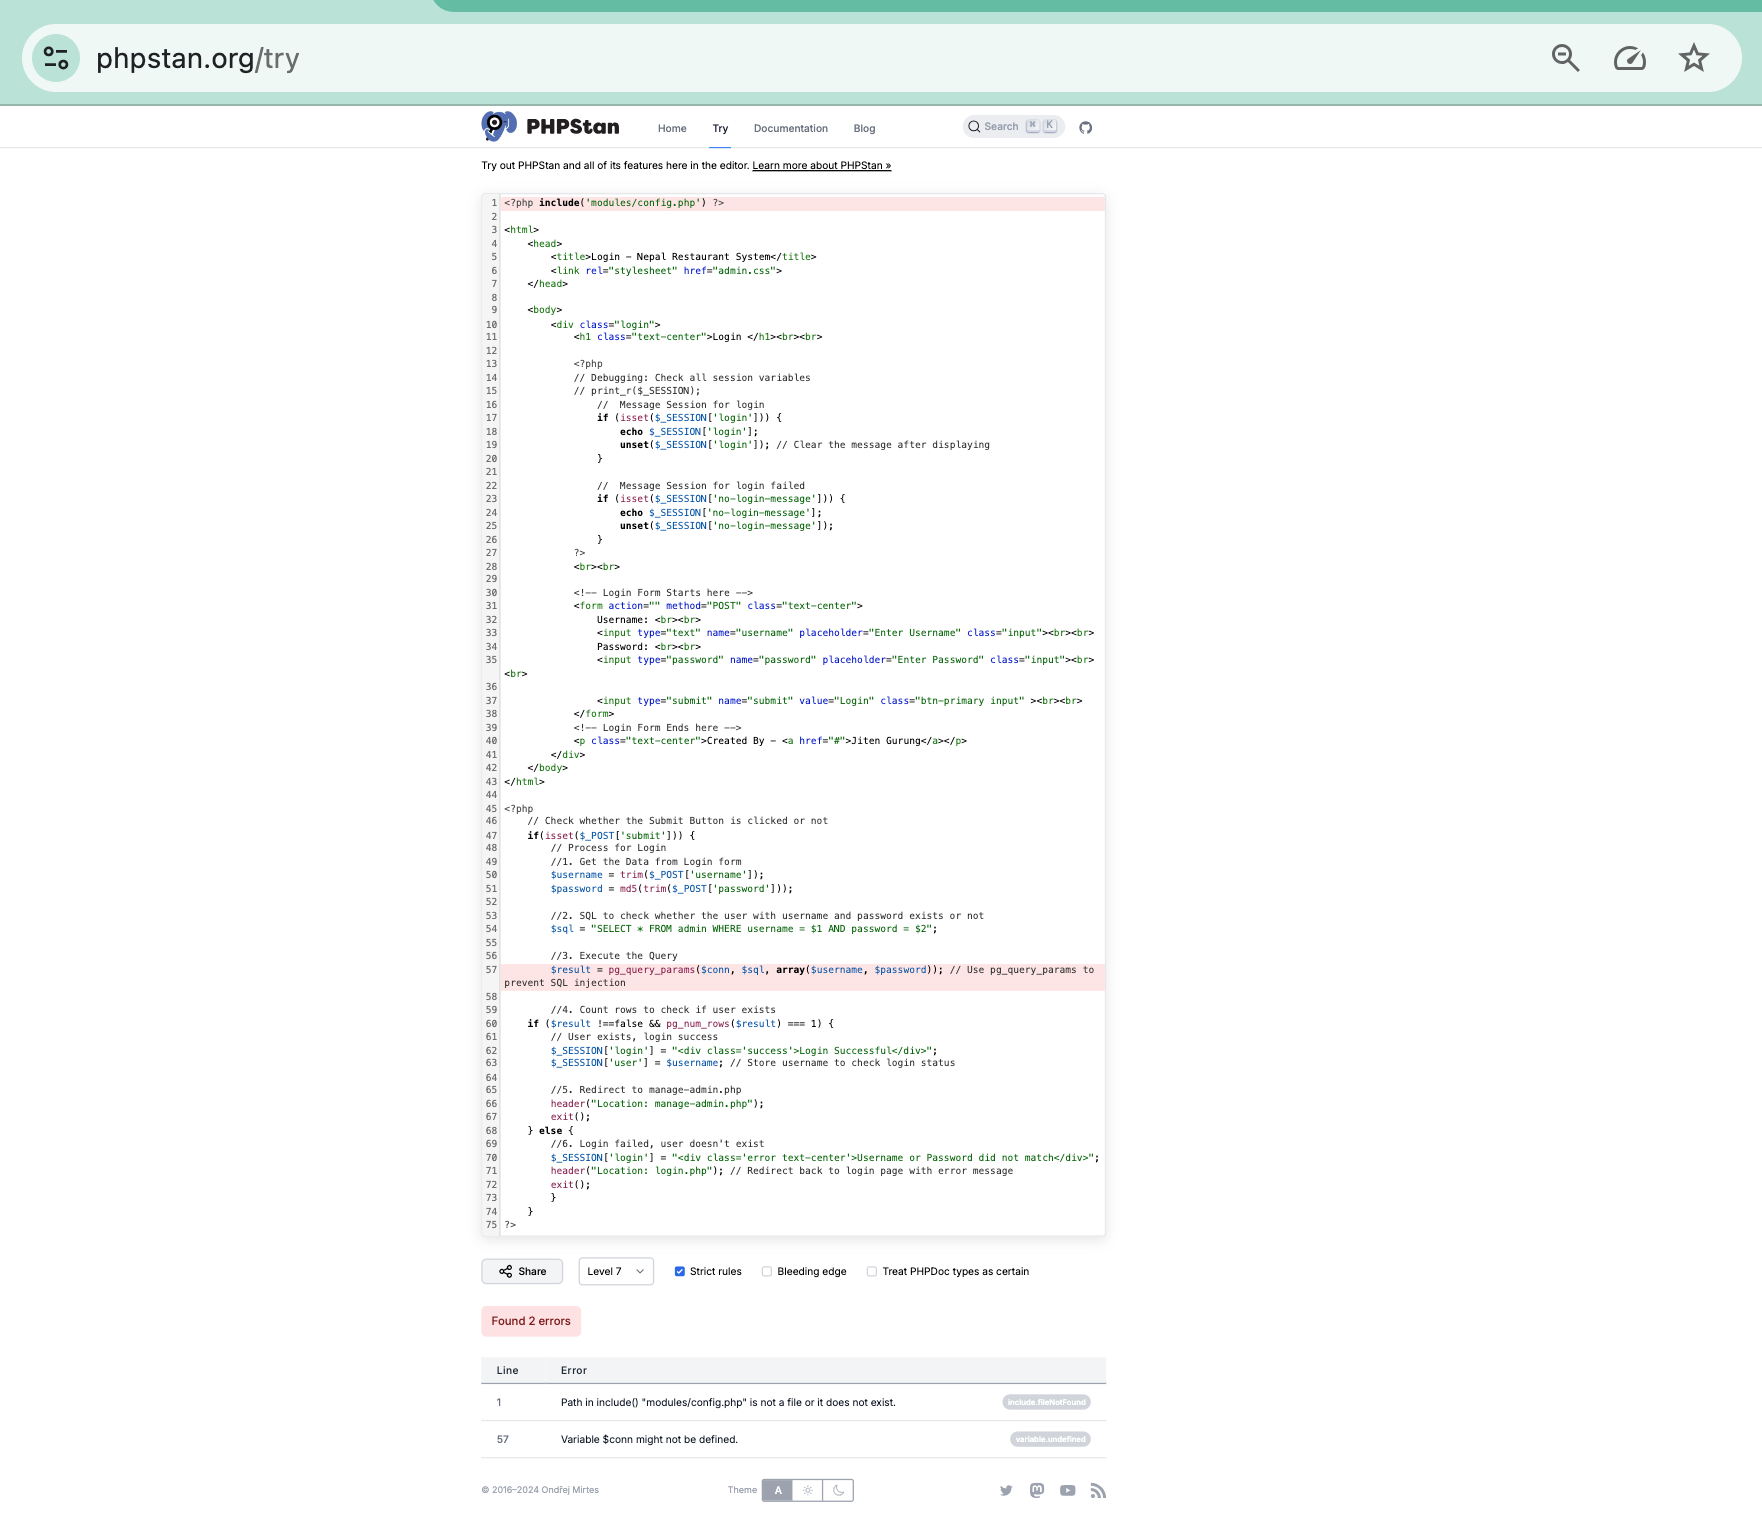 phpstan.org/try
PHPStan Home Try Documentation Blog Search ⌘ K
Try out PHPStan and all of its features here in the editor. Learn more about PHPStan »
1 <?php include('modules/config.php') ?>
2
3 <html>
4     <head>
5         <title>Login – Nepal Restaurant System</title>
6         <link rel="stylesheet" href="admin.css">
7     </head>
8
9     <body>
10         <div class="login">
11             <h1 class="text-center">Login </h1><br><br>
12
13             <?php
14             // Debugging: Check all session variables
15             // print_r($_SESSION);
16                 //  Message Session for login
17                 if (isset($_SESSION['login'])) {
18                     echo $_SESSION['login'];
19                     unset($_SESSION['login']); // Clear the message after displaying
20                 }
21
22                 //  Message Session for login failed
23                 if (isset($_SESSION['no-login-message'])) {
24                     echo $_SESSION['no-login-message'];
25                     unset($_SESSION['no-login-message']);
26                 }
27             ?>
28             <br><br>
29
30             <!-- Login Form Starts here -->
31             <form action="" method="POST" class="text-center">
32                 Username: <br><br>
33                 <input type="text" name="username" placeholder="Enter Username" class="input"><br><br>
34                 Password: <br><br>
35                 <input type="password" name="password" placeholder="Enter Password" class="input"><br>
<br>
36
37                 <input type="submit" name="submit" value="Login" class="btn-primary input" ><br><br>
38             </form>
39             <!-- Login Form Ends here -->
40             <p class="text-center">Created By – <a href="#">Jiten Gurung</a></p>
41         </div>
42     </body>
43 </html>
44
45 <?php
46     // Check whether the Submit Button is clicked or not
47     if(isset($_POST['submit'])) {
48         // Process for Login
49         //1. Get the Data from Login form
50         $username = trim($_POST['username']);
51         $password = md5(trim($_POST['password']));
52
53         //2. SQL to check whether the user with username and password exists or not
54         $sql = "SELECT * FROM admin WHERE username = $1 AND password = $2";
55
56         //3. Execute the Query
57         $result = pg_query_params($conn, $sql, array($username, $password)); // Use pg_query_params to
prevent SQL injection
58
59         //4. Count rows to check if user exists
60     if ($result !==false && pg_num_rows($result) === 1) {
61         // User exists, login success
62         $_SESSION['login'] = "<div class='success'>Login Successful</div>";
63         $_SESSION['user'] = $username; // Store username to check login status
64
65         //5. Redirect to manage-admin.php
66         header("Location: manage-admin.php");
67         exit();
68     } else {
69         //6. Login failed, user doesn't exist
70         $_SESSION['login'] = "<div class='error text-center'>Username or Password did not match</div>";
71         header("Location: login.php"); // Redirect back to login page with error message
72         exit();
73         }
74     }
75 ?>
Share Level 7 Strict rules Bleeding edge Treat PHPDoc types as certain
Found 2 errors
Line Error
1 Path in include() "modules/config.php" is not a file or it does not exist. include.fileNotFound
57 Variable $conn might not be defined. variable.undefined
© 2016–2024 Ondřej Mirtes Theme A